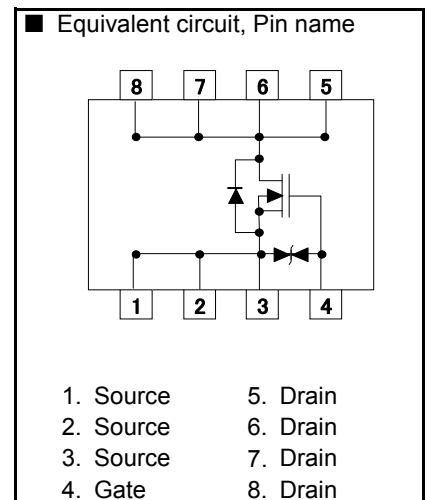 ■ Equivalent circuit, Pin name
8 7 6 5
1 2 3 4
1. Source 5. Drain
2. Source 6. Drain
3. Source 7. Drain
4. Gate 8. Drain